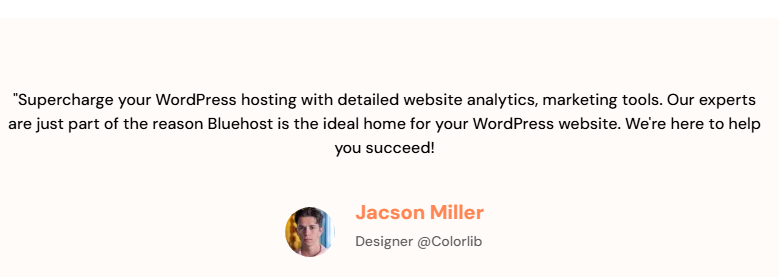 "Supercharge your WordPress hosting with detailed website analytics, marketing tools. Our experts
are just part of the reason Bluehost is the ideal home for your WordPress website. We're here to help
you succeed!
Jacson Miller
Designer @Colorlib